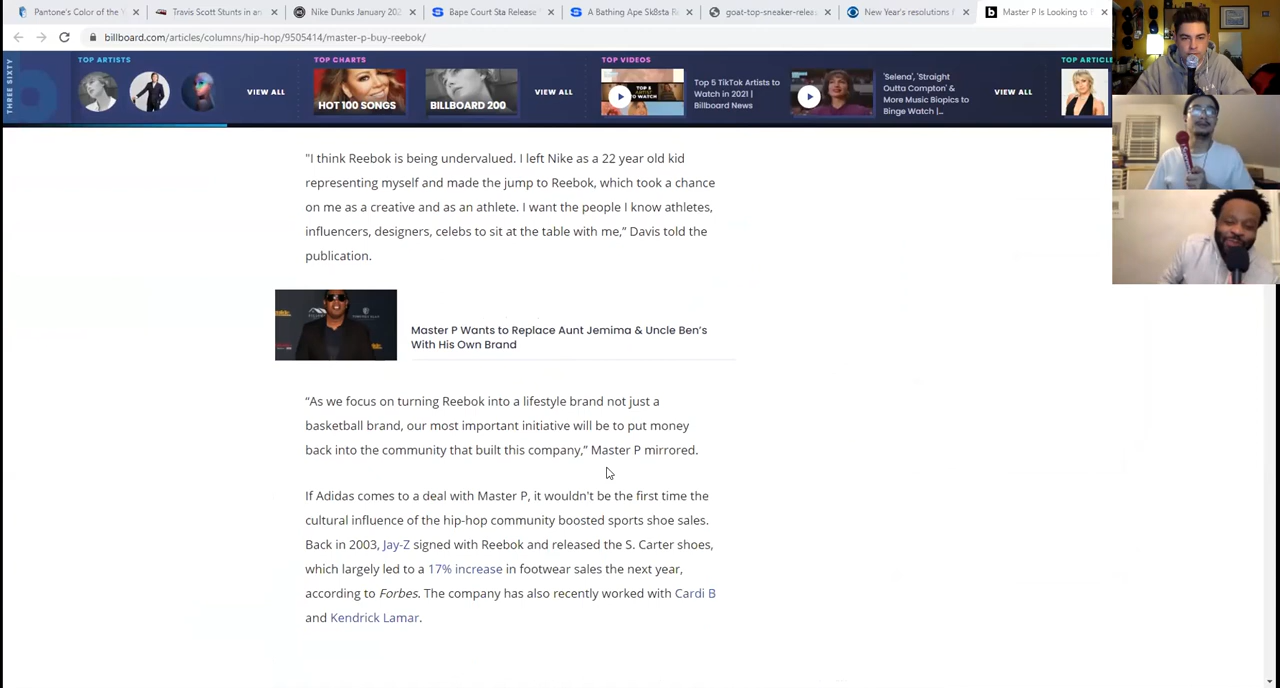 Pantone's Color of the Y
Travis Scott Stunts in an
Nike Dunks January 202
Bape Court Sta Release
A Bathing Ape Sk8sta Re
goat-top-sneaker-relea
New Year's resolutions
Master P Is Looking to
billboard.com/articles/columns/hip-hop/9505414/master-p-buy-reebok/
THREE SIXTY
TOP ARTISTS
VIEW ALL
TOP CHARTS
HOT 100 SONGS
BILLBOARD 200
VIEW ALL
TOP VIDEOS
Top 5 TikTok Artists to
Watch in 2021 |
Billboard News
'Selena', 'Straight
Outta Compton' &
More Music Biopics to
Binge Watch |...
VIEW ALL
TOP ARTICLE
"I think Reebok is being undervalued. I left Nike as a 22 year old kid
representing myself and made the jump to Reebok, which took a chance
on me as a creative and as an athlete. I want the people I know athletes,
influencers, designers, celebs to sit at the table with me," Davis told the
publication.
Master P Wants to Replace Aunt Jemima & Uncle Ben's
With His Own Brand
“As we focus on turning Reebok into a lifestyle brand not just a
basketball brand, our most important initiative will be to put money
back into the community that built this company,” Master P mirrored.
If Adidas comes to a deal with Master P, it wouldn't be the first time the
cultural influence of the hip-hop community boosted sports shoe sales.
Back in 2003, Jay-Z signed with Reebok and released the S. Carter shoes,
which largely led to a 17% increase in footwear sales the next year,
according to Forbes. The company has also recently worked with Cardi B
and Kendrick Lamar.